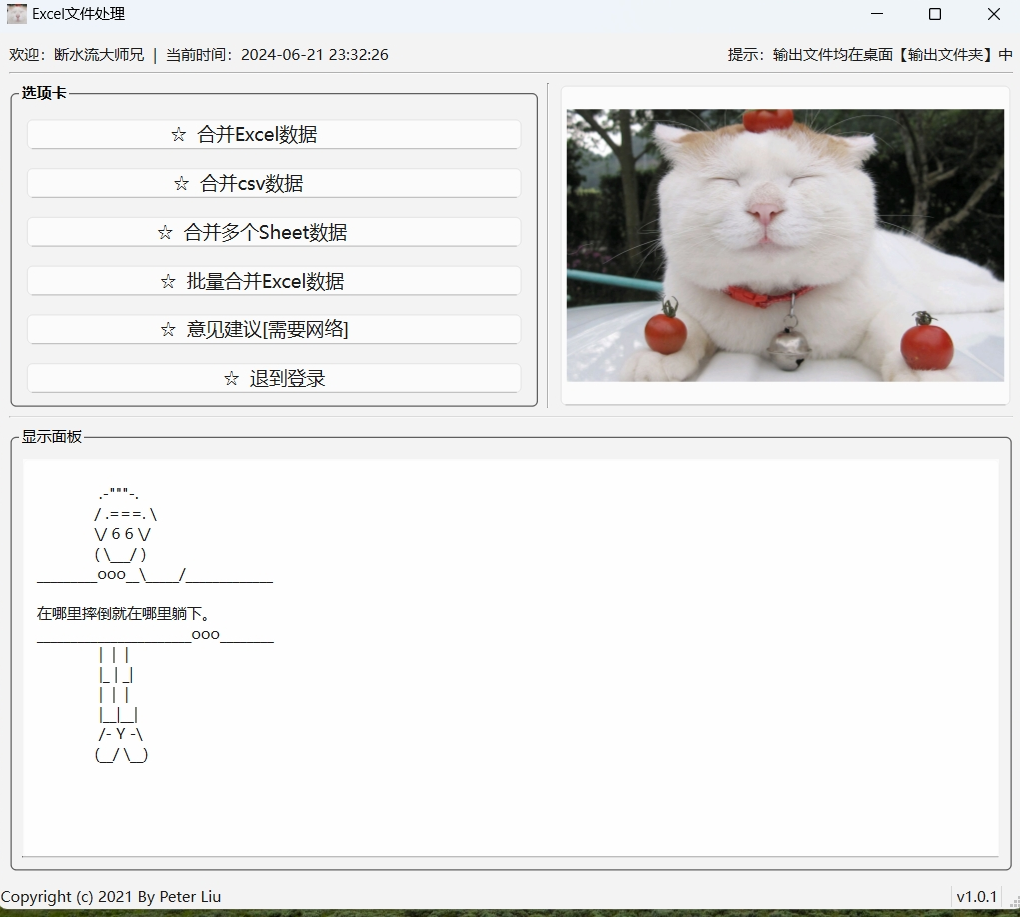 Excel文件处理
欢迎：断水流大师兄 | 当前时间：2024-06-21 23:32:26
提示：输出文件均在桌面【输出文件夹】中
选项卡
☆ 合并Excel数据
☆ 合并csv数据
☆ 合并多个Sheet数据
☆ 批量合并Excel数据
☆ 意见建议[需要网络]
☆ 退到登录
显示面板
.-"""-.
/ .===. \
\/ 6 6 \/
( \___/ )
_________ooo__\_____/___________
在哪里摔倒就在哪里躺下。
_______________________ooo________
| | |
|_ | _|
| | |
|__|__|
/- Y -\
(__/ \__)
Copyright (c) 2021 By Peter Liu
v1.0.1